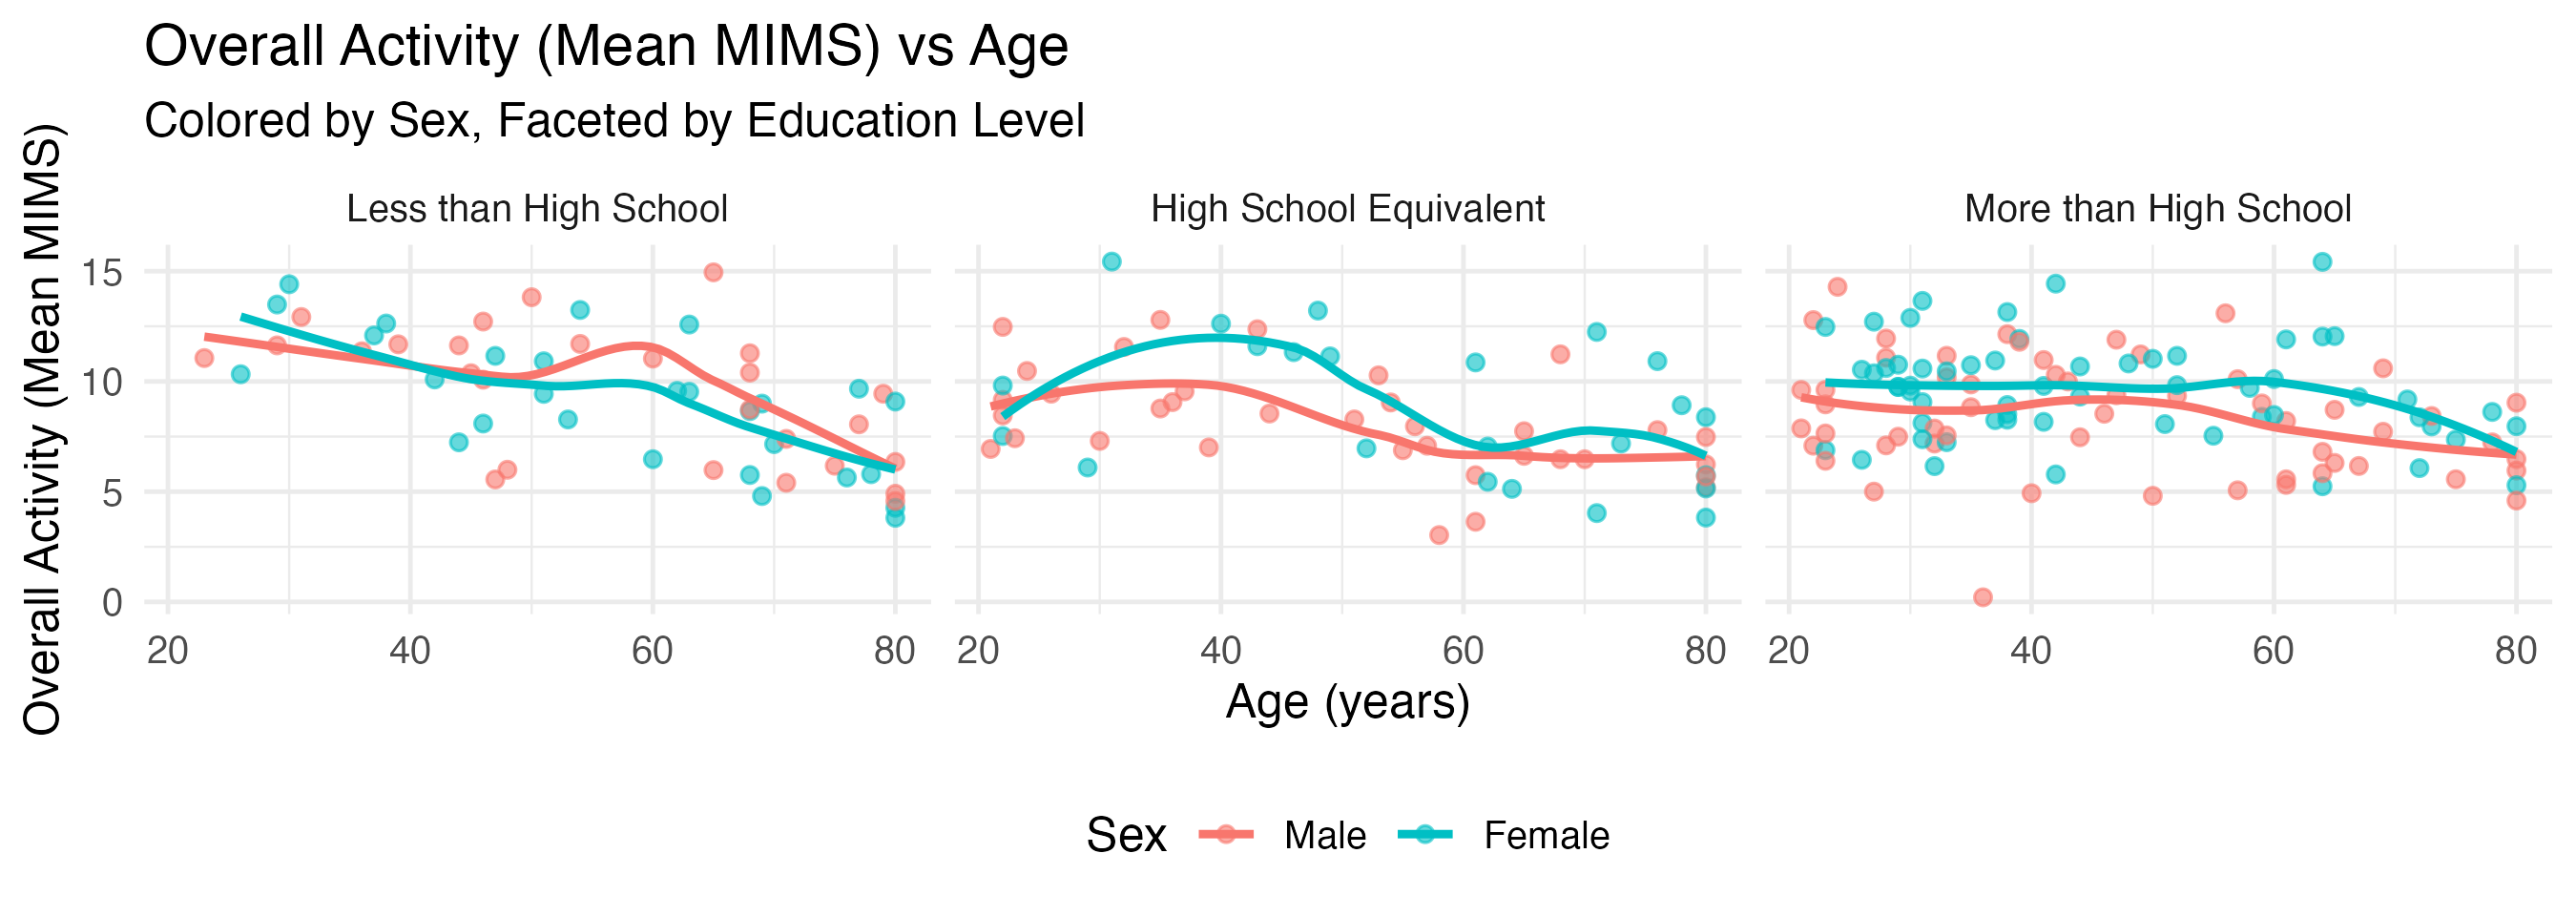 Overall Activity (Mean MIMS) vs Age
Colored by Sex, Faceted by Education Level
Overall Activity (Mean MIMS)
Less than High School
High School Equivalent
More than High School
15
10
5
0
20 40 60 80
20 40 60 80
20 40 60 80
Age (years)
Sex Male Female